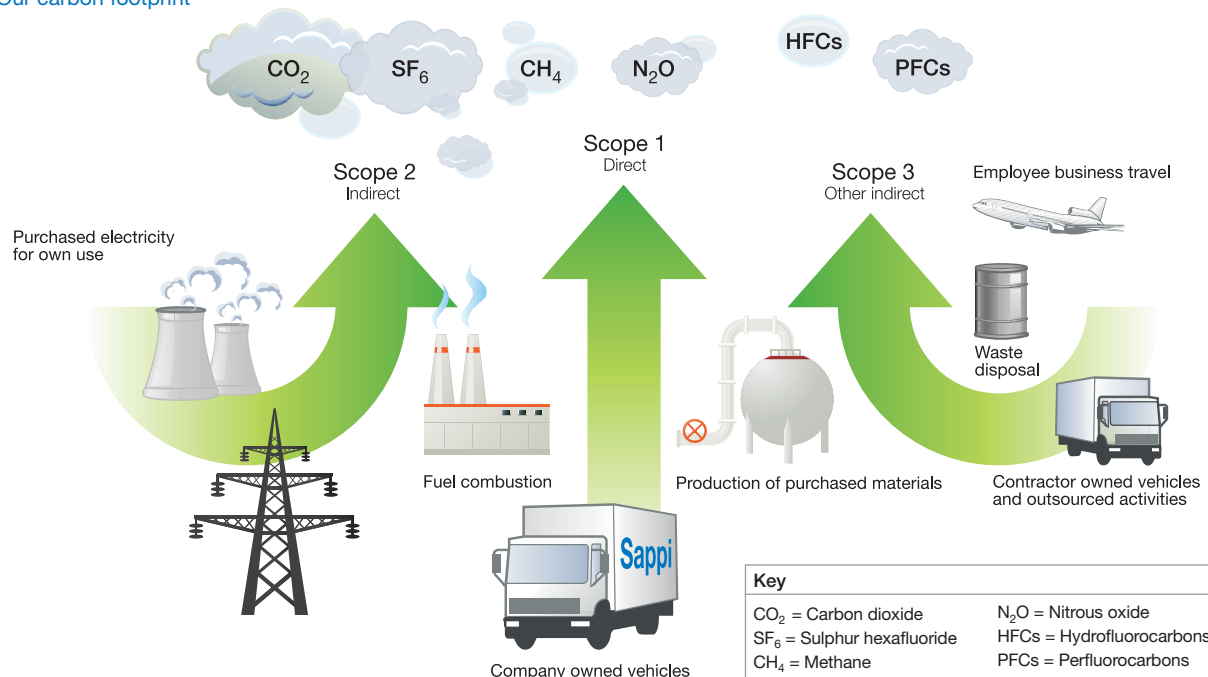 Our carbon footprint
CO2
SF6
CH4
N2O
HFCs
PFCs
Scope 2
Indirect
Scope 1
Direct
Scope 3
Other indirect
Employee business travel
Purchased electricity
for own use
Waste
disposal
Fuel combustion
Production of purchased materials
Contractor owned vehicles
and outsourced activities
Sappi
Company owned vehicles
Key
CO2 = Carbon dioxide
SF6 = Sulphur hexafluoride
CH4 = Methane
N2O = Nitrous oxide
HFCs = Hydrofluorocarbons
PFCs = Perfluorocarbons